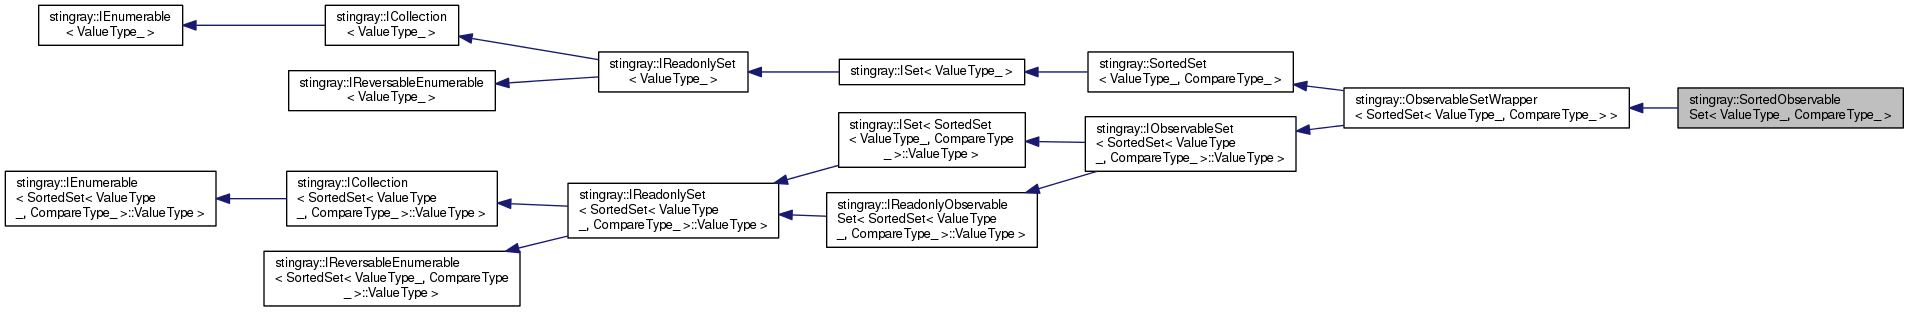 stingray::IEnumerable
< ValueType_ >
stingray::ICollection
< ValueType_ >
stingray::IReversableEnumerable
< ValueType_ >
stingray::IReadonlySet
< ValueType_ >
stingray::ISet< ValueType_ >
stingray::SortedSet
< ValueType_, CompareType_ >
stingray::ObservableSetWrapper
< SortedSet< ValueType_, CompareType_ > >
stingray::SortedObservable
Set< ValueType_, CompareType_ >
stingray::ISet< SortedSet
< ValueType_, CompareType
_ >::ValueType >
stingray::IObservableSet
< SortedSet< ValueType
_, CompareType_ >::ValueType >
stingray::IEnumerable
< SortedSet< ValueType
_, CompareType_ >::ValueType >
stingray::ICollection
< SortedSet< ValueType
_, CompareType_ >::ValueType >
stingray::IReadonlySet
< SortedSet< ValueType
_, CompareType_ >::ValueType >
stingray::IReadonlyObservable
Set< SortedSet< ValueType
_, CompareType_ >::ValueType >
stingray::IReversableEnumerable
< SortedSet< ValueType_, CompareType
_ >::ValueType >